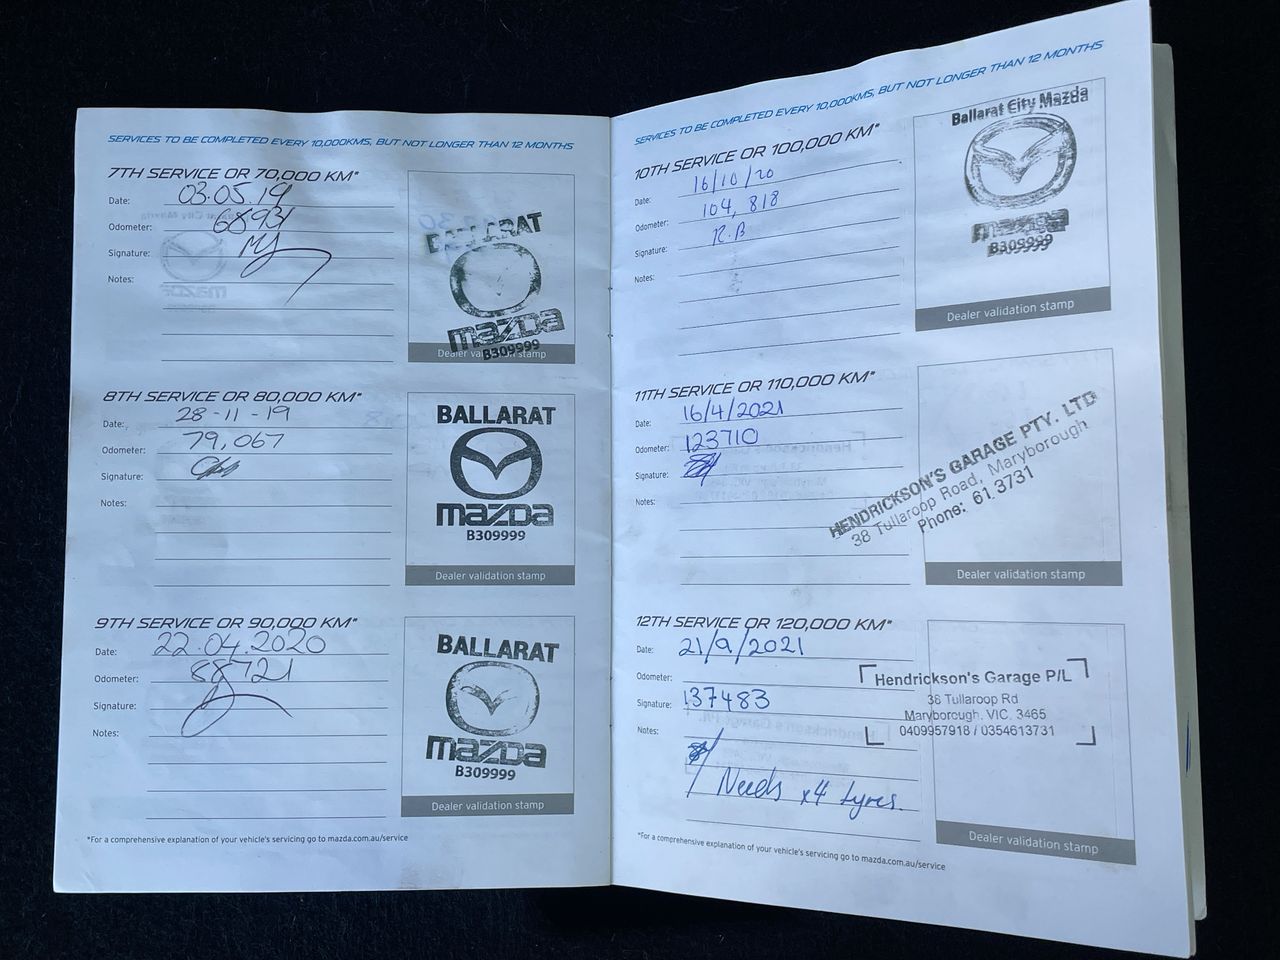 SERVICES TO BE COMPLETED EVERY 10,000KMS, BUT NOT LONGER THAN 12 MONTHS
7TH SERVICE OR 70,000 KM*
Date: 03.05.19
Odometer: 68931
Signature:
Notes:
BALLARAT
mazda
B309999
Dealer validation stamp
8TH SERVICE OR 80,000 KM*
Date: 28-11-19
Odometer: 79,067
Signature:
Notes:
BALLARAT
mazda
B309999
Dealer validation stamp
9TH SERVICE OR 90,000 KM*
Date: 22.04.2020
Odometer: 88721
Signature:
Notes:
BALLARAT
mazda
B309999
Dealer validation stamp
*For a comprehensive explanation of your vehicle's servicing go to mazda.com.au/service
SERVICES TO BE COMPLETED EVERY 10,000KMS, BUT NOT LONGER THAN 12 MONTHS
10TH SERVICE OR 100,000 KM*
Date: 16/10/20
Odometer: 104,818
Signature: R.B
Notes:
Ballarat City Mazda
mazda
B309999
Dealer validation stamp
11TH SERVICE OR 110,000 KM*
Date: 16/4/2021
Odometer: 123710
Signature:
Notes:
HENDRICKSON'S GARAGE PTY. LTD
38 Tullaroop Road, Maryborough
Phone: 61 3731
Dealer validation stamp
12TH SERVICE OR 120,000 KM*
Date: 21/9/2021
Odometer:
Signature: 137483
Notes:
Needs x4 tyres.
Hendrickson's Garage P/L
38 Tullaroop Rd
Maryborough, VIC. 3465
0409957918 / 0354613731
Dealer validation stamp
*For a comprehensive explanation of your vehicle's servicing go to mazda.com.au/service